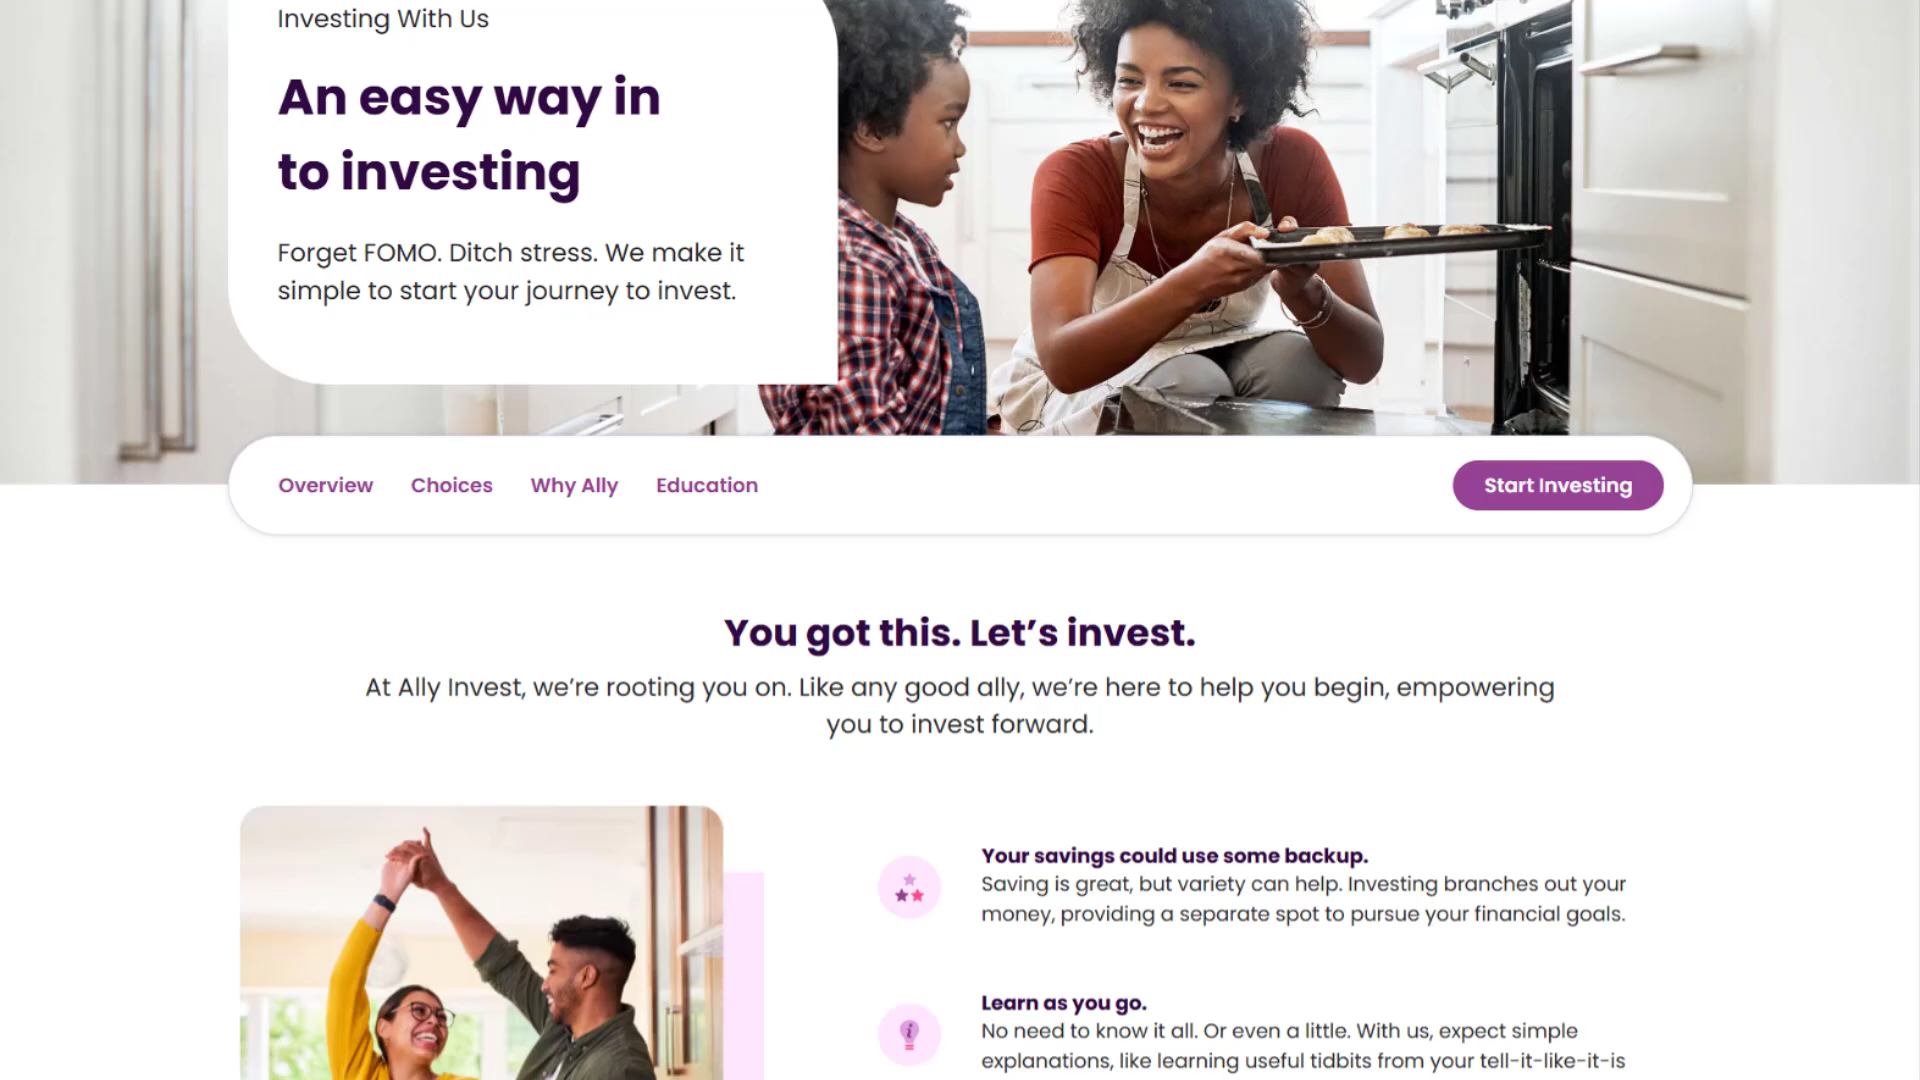 Investing With Us
An easy way in
to investing
Forget FOMO. Ditch stress. We make it
simple to start your journey to invest.
Overview
Choices
Why Ally
Education
Start Investing
You got this. Let’s invest.
At Ally Invest, we’re rooting you on. Like any good ally, we’re here to help you begin, empowering
you to invest forward.
Your savings could use some backup.
Saving is great, but variety can help. Investing branches out your
money, providing a separate spot to pursue your financial goals.
Learn as you go.
No need to know it all. Or even a little. With us, expect simple
explanations, like learning useful tidbits from your tell-it-like-it-is